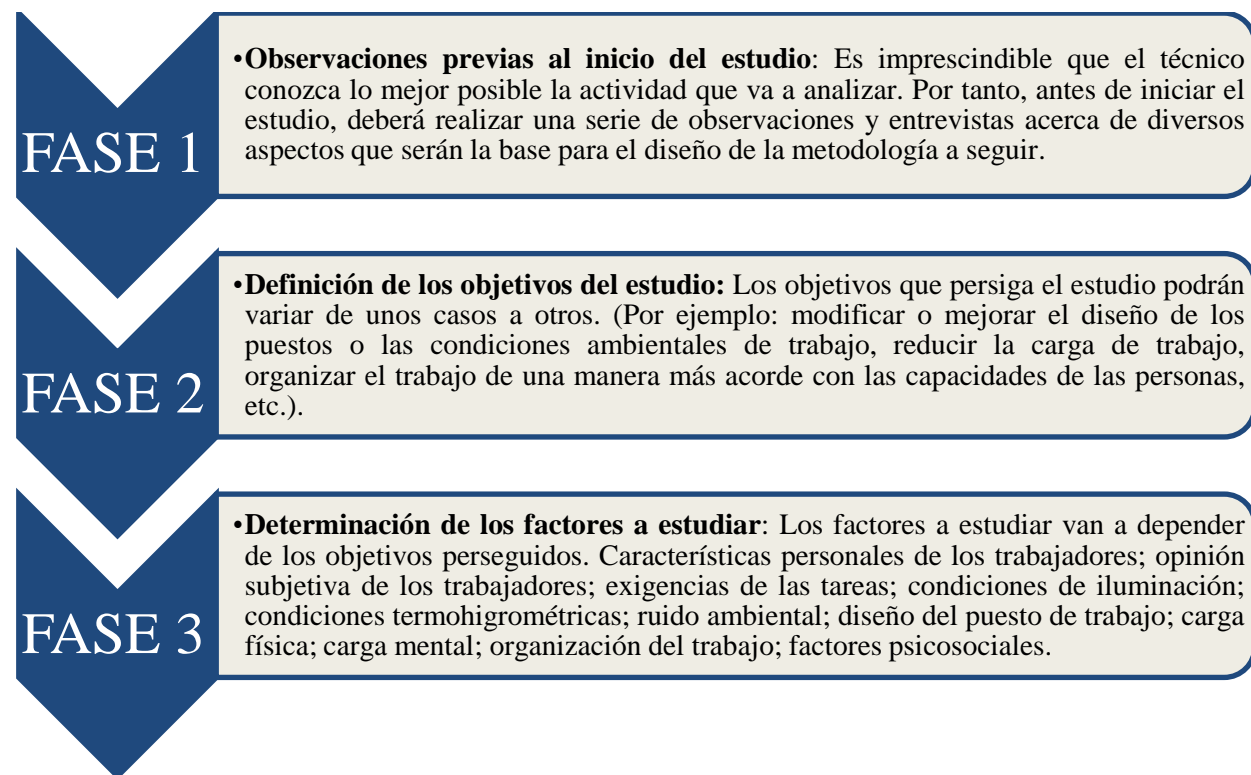 FASE 1
•Observaciones previas al inicio del estudio: Es imprescindible que el técnico
conozca lo mejor posible la actividad que va a analizar. Por tanto, antes de iniciar el
estudio, deberá realizar una serie de observaciones y entrevistas acerca de diversos
aspectos que serán la base para el diseño de la metodología a seguir.
FASE 2
•Definición de los objetivos del estudio: Los objetivos que persiga el estudio podrán
variar de unos casos a otros. (Por ejemplo: modificar o mejorar el diseño de los
puestos o las condiciones ambientales de trabajo, reducir la carga de trabajo,
organizar el trabajo de una manera más acorde con las capacidades de las personas,
etc.).
FASE 3
•Determinación de los factores a estudiar: Los factores a estudiar van a depender
de los objetivos perseguidos. Características personales de los trabajadores; opinión
subjetiva de los trabajadores; exigencias de las tareas; condiciones de iluminación;
condiciones termohigrométricas; ruido ambiental; diseño del puesto de trabajo; carga
física; carga mental; organización del trabajo; factores psicosociales.